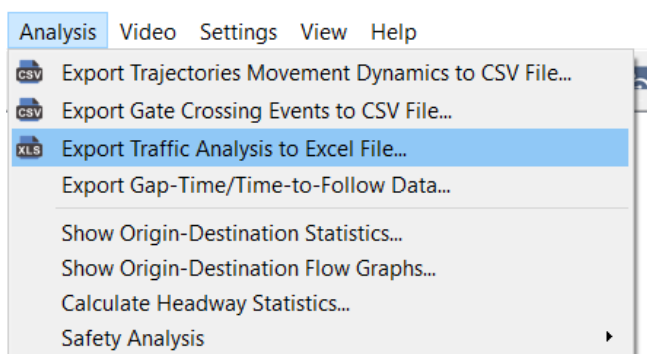 Analysis Video Settings View Help
CSV Export Trajectories Movement Dynamics to CSV File...
CSV Export Gate Crossing Events to CSV File...
XLS Export Traffic Analysis to Excel File...
Export Gap-Time/Time-to-Follow Data...
Show Origin-Destination Statistics...
Show Origin-Destination Flow Graphs...
Calculate Headway Statistics...
Safety Analysis